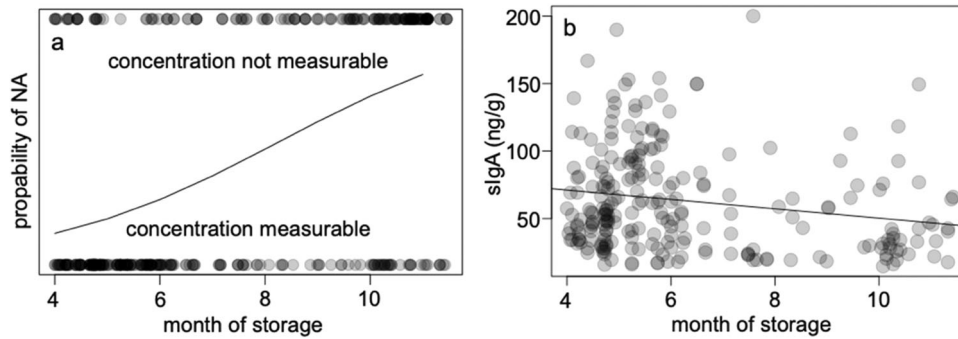 a
concentration not measurable
concentration measurable
propability of NA
4 6 8 10
month of storage
b
200
150
100
50
sIgA (ng/g)
4 6 8 10
month of storage